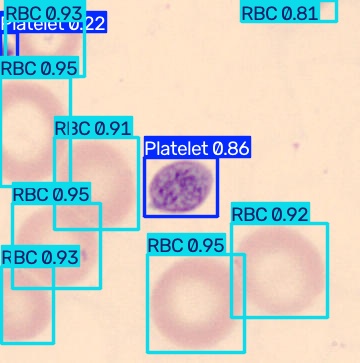 RBC 0.93
RBC 0.81
Platelet 0.22
RBC 0.95
RBC 0.91
Platelet 0.86
RBC 0.95
RBC 0.92
RBC 0.95
RBC 0.93